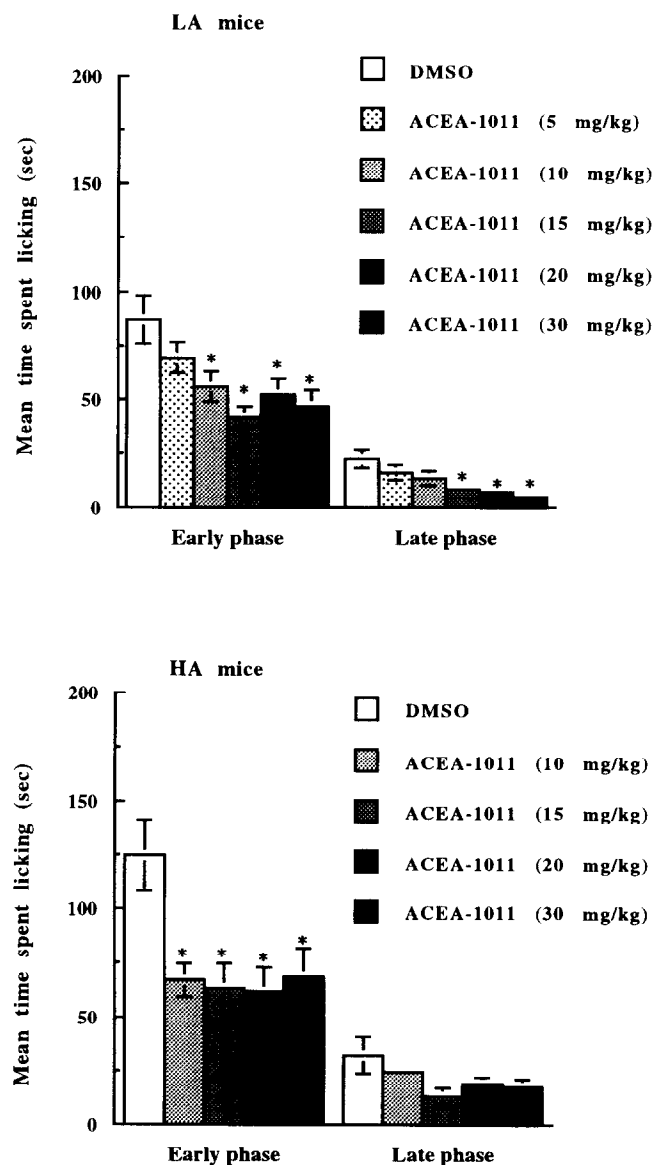 LA mice
200
150
100
50
0
Mean time spent licking (sec)
DMSO
ACEA-1011 (5 mg/kg)
ACEA-1011 (10 mg/kg)
ACEA-1011 (15 mg/kg)
ACEA-1011 (20 mg/kg)
ACEA-1011 (30 mg/kg)
* * * *
* * *
Early phase
Late phase
HA mice
200
150
100
50
0
Mean time spent licking (sec)
DMSO
ACEA-1011 (10 mg/kg)
ACEA-1011 (15 mg/kg)
ACEA-1011 (20 mg/kg)
ACEA-1011 (30 mg/kg)
* * * *
Early phase
Late phase